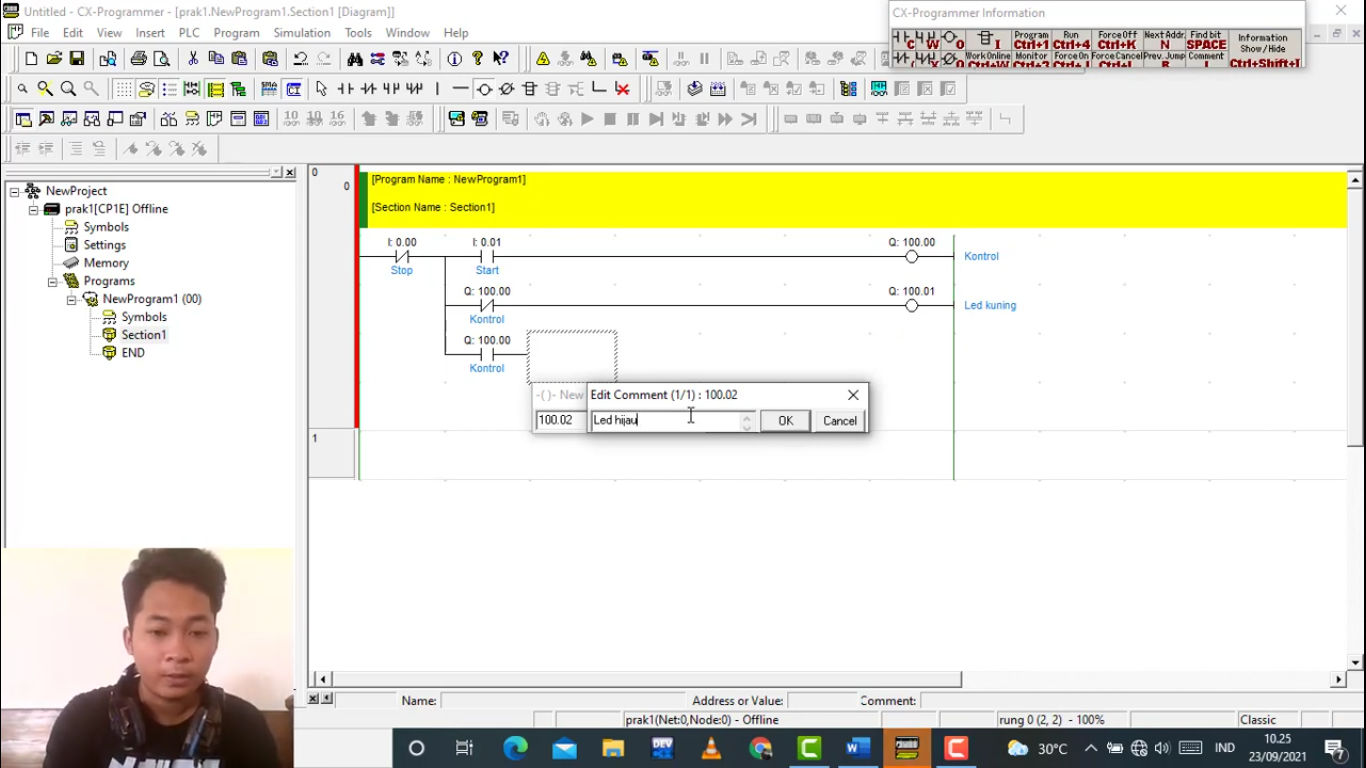 Untitled - CX-Programmer - [prak1.NewProgram1.Section1 [Diagram]]
CX-Programmer Information
File Edit View Insert PLC Program Simulation Tools Window Help
C W O I
Program Ctrl+1
Run Ctrl+4
Force Off Ctrl+K
Next Addr. N
Find bit SPACE
Information Show/Hide Ctrl+Shift+I
Work Online Ctrl+W
Monitor Ctrl+3
Force On Ctrl+J
Force Cancel Ctrl+L
Prev. Jump B
Comment L
10 10 16
NewProject
prak1[CP1E] Offline
Symbols
Settings
Memory
Programs
NewProgram1 (00)
Symbols
Section1
END
0
0
[Program Name : NewProgram1]
[Section Name : Section1]
I: 0.00 I: 0.01 Q: 100.00
Kontrol
Stop Start
Q: 100.00 Q: 100.01
Led kuning
Kontrol
Q: 100.00
Kontrol
-( )- New
Edit Comment (1/1) : 100.02
100.02 Led hijau OK Cancel
1
Name: Address or Value: Comment:
prak1(Net:0,Node:0) - Offline rung 0 (2, 2) - 100% Classic
DEV
30°C IND
10.25
23/09/2021
7